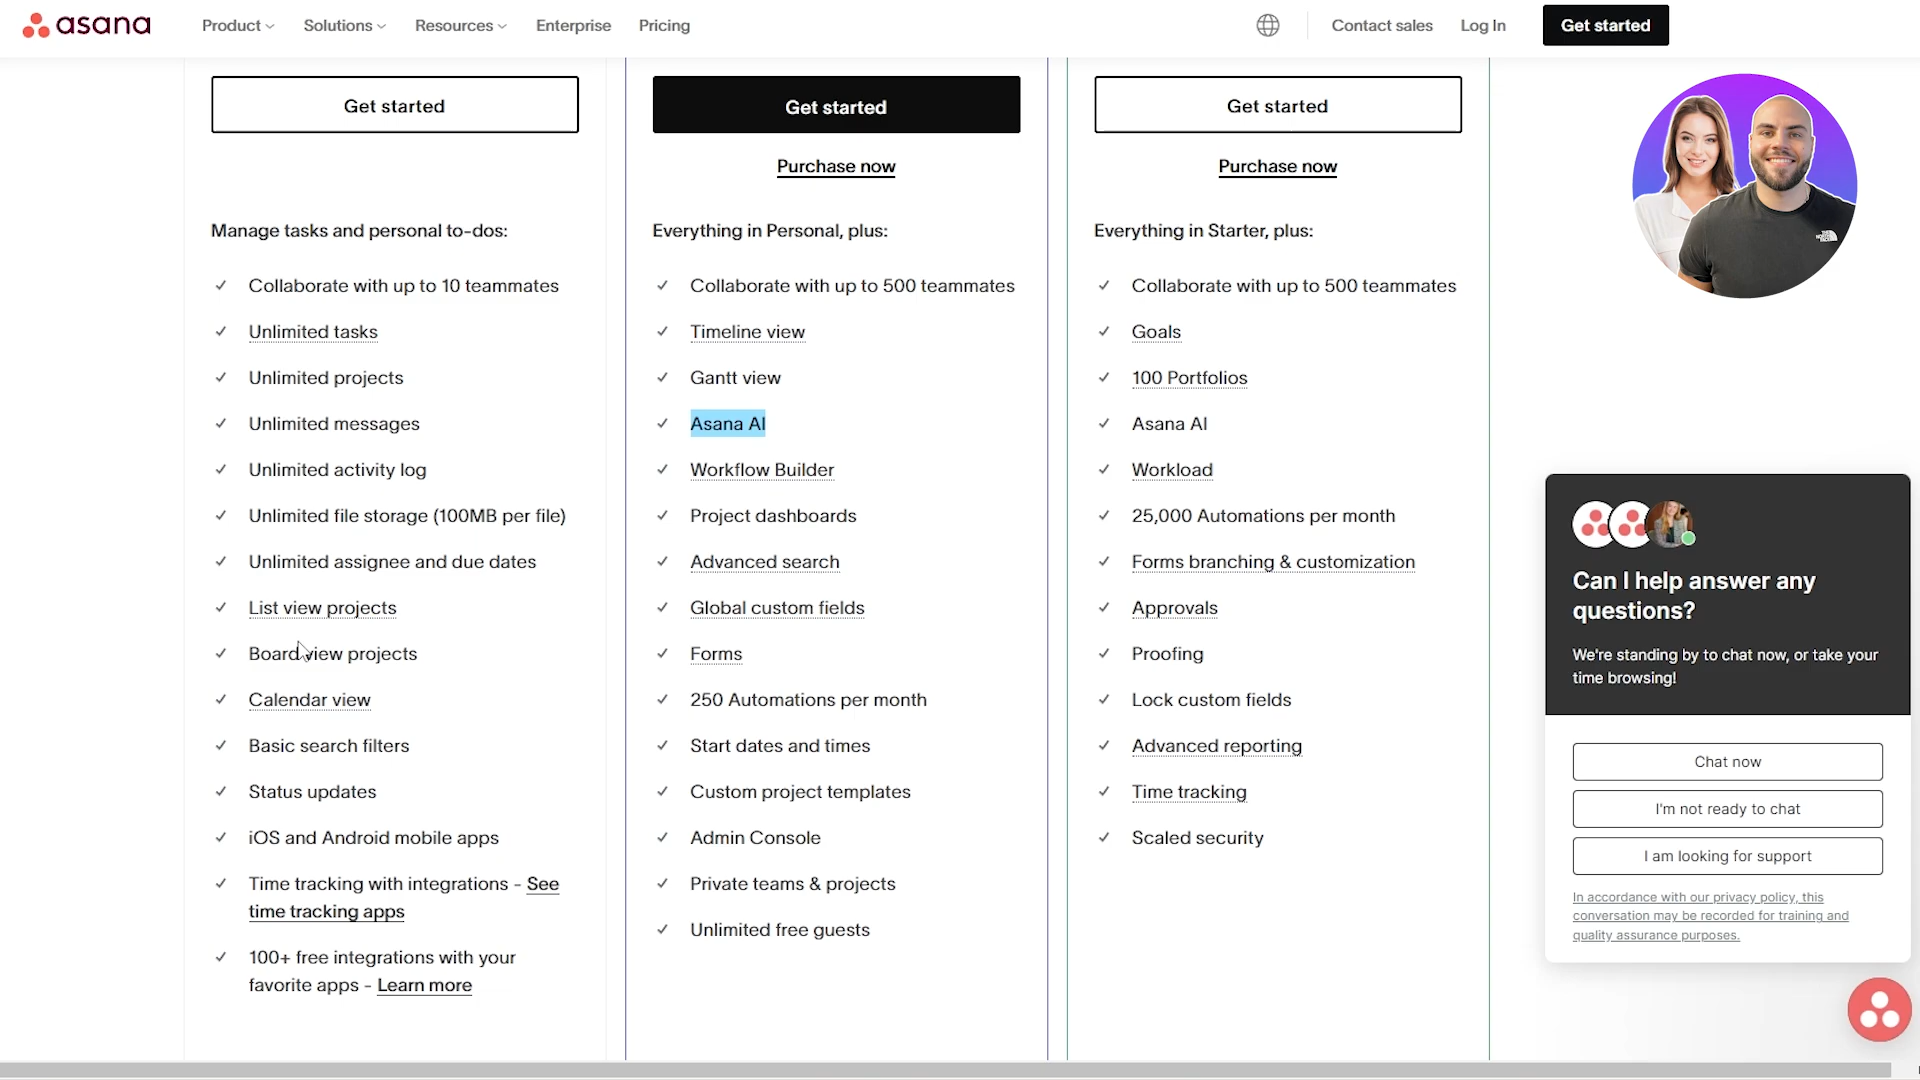 asana
Product
Solutions
Resources
Enterprise
Pricing
Contact sales
Log In
Get started
Get started
Manage tasks and personal to-dos:
Collaborate with up to 10 teammates
Unlimited tasks
Unlimited projects
Unlimited messages
Unlimited activity log
Unlimited file storage (100MB per file)
Unlimited assignee and due dates
List view projects
Board view projects
Calendar view
Basic search filters
Status updates
iOS and Android mobile apps
Time tracking with integrations - See
time tracking apps
100+ free integrations with your
favorite apps - Learn more
Get started
Purchase now
Everything in Personal, plus:
Collaborate with up to 500 teammates
Timeline view
Gantt view
Asana AI
Workflow Builder
Project dashboards
Advanced search
Global custom fields
Forms
250 Automations per month
Start dates and times
Custom project templates
Admin Console
Private teams & projects
Unlimited free guests
Get started
Purchase now
Everything in Starter, plus:
Collaborate with up to 500 teammates
Goals
100 Portfolios
Asana AI
Workload
25,000 Automations per month
Forms branching & customization
Approvals
Proofing
Lock custom fields
Advanced reporting
Time tracking
Scaled security
THE
NORTH
FACE
Can I help answer any
questions?
We're standing by to chat now, or take your
time browsing!
Chat now
I'm not ready to chat
I am looking for support
In accordance with our privacy policy, this
conversation may be recorded for training and
quality assurance purposes.